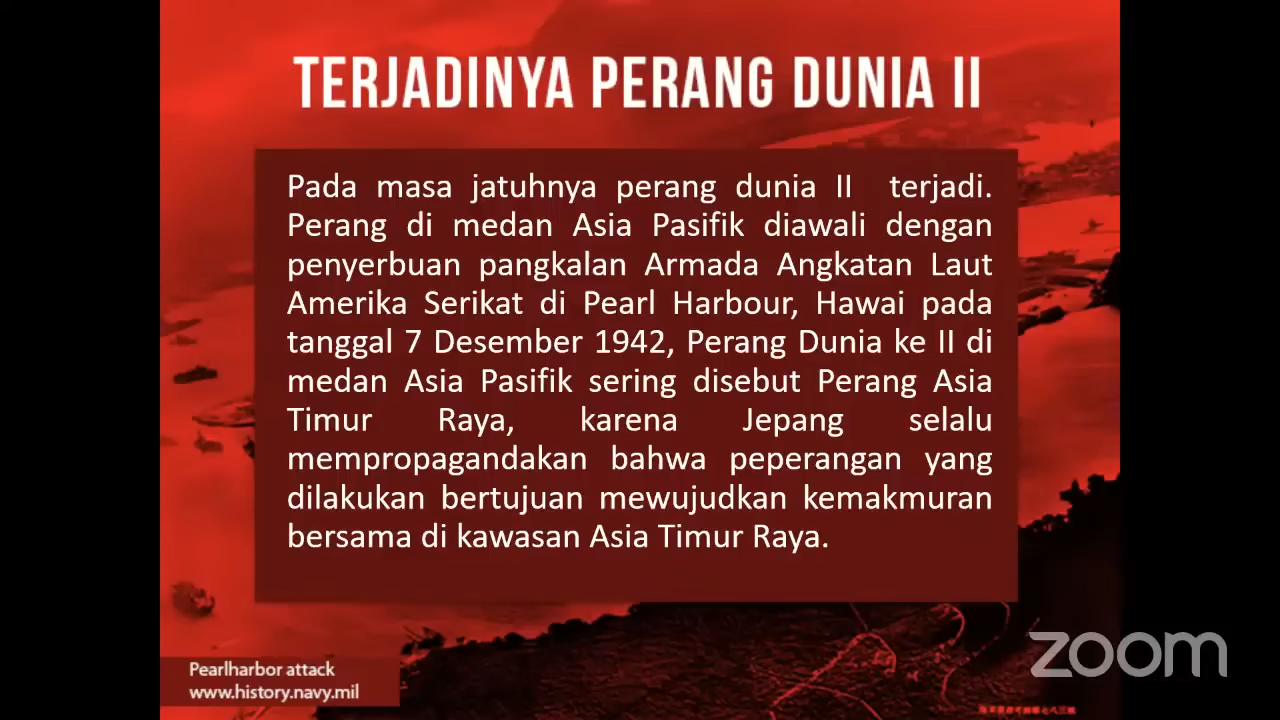 TERJADINYA PERANG DUNIA II
Pada masa jatuhnya perang dunia II terjadi.
Perang di medan Asia Pasifik diawali dengan
penyerbuan pangkalan Armada Angkatan Laut
Amerika Serikat di Pearl Harbour, Hawai pada
tanggal 7 Desember 1942, Perang Dunia ke II di
medan Asia Pasifik sering disebut Perang Asia
Timur Raya, karena Jepang selalu
mempropagandakan bahwa peperangan yang
dilakukan bertujuan mewujudkan kemakmuran
bersama di kawasan Asia Timur Raya.
Pearlharbor attack
www.history.navy.mil
zoom